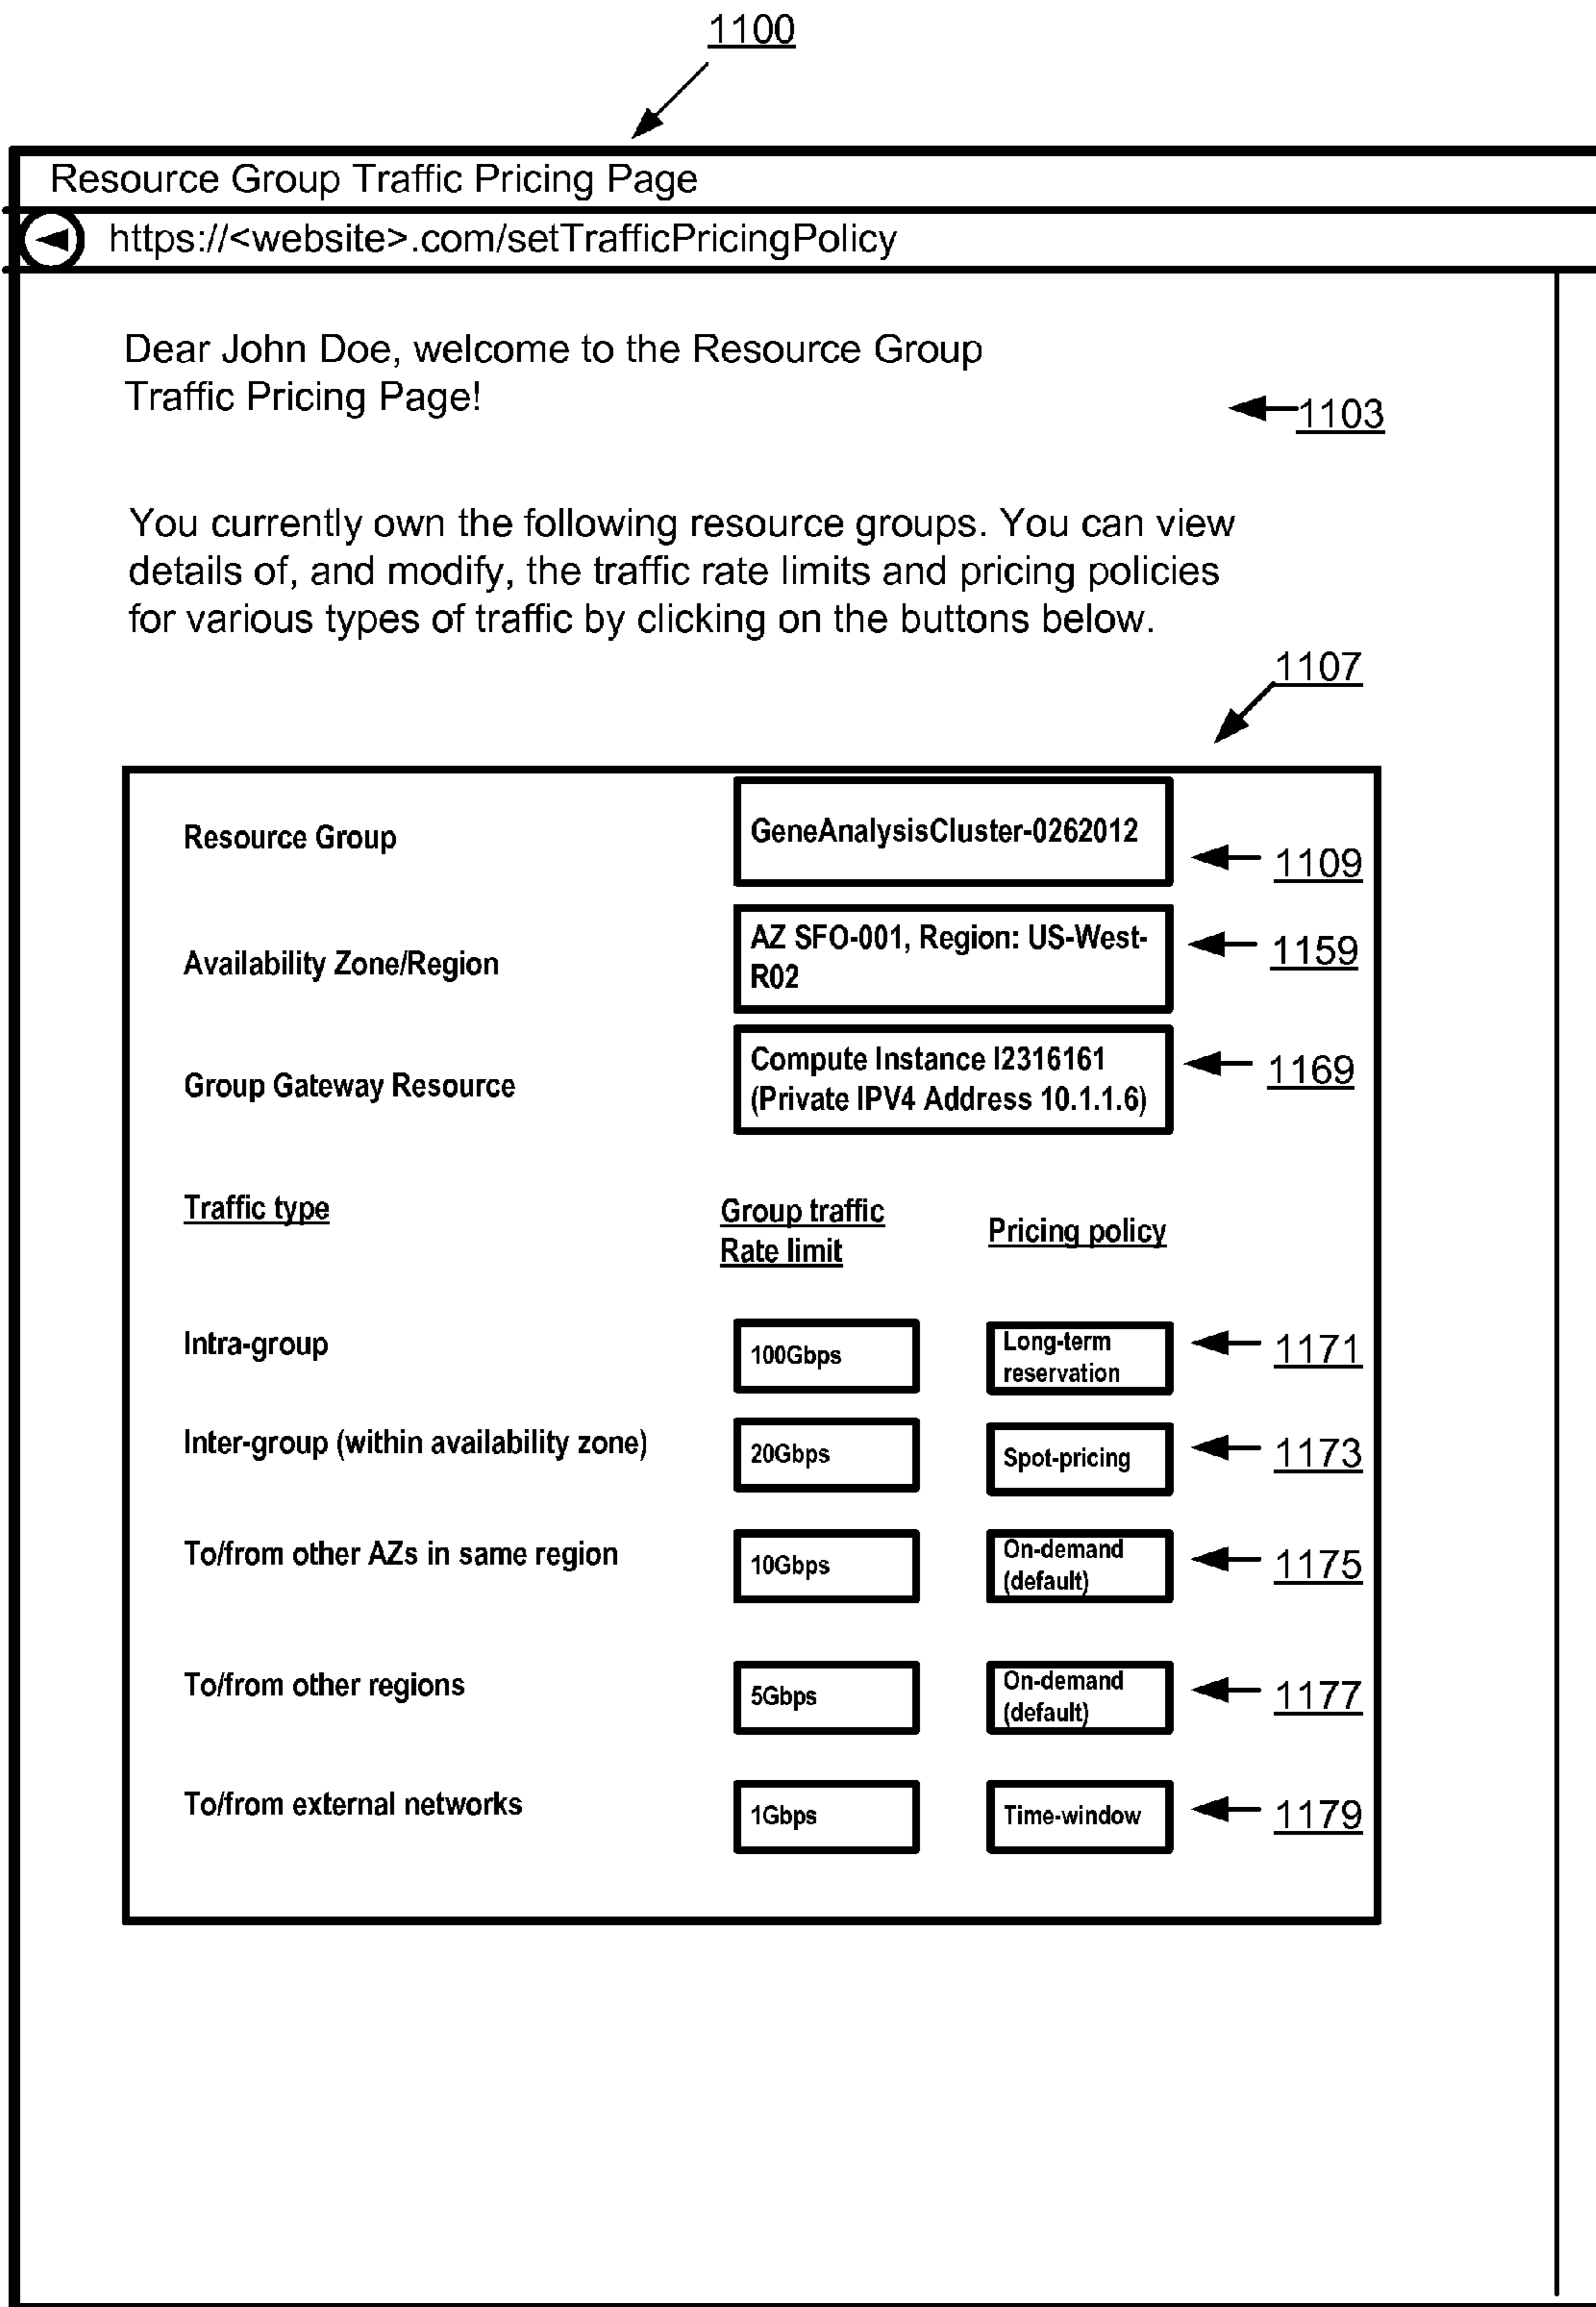 1100
Resource Group Traffic Pricing Page
https://<website>.com/setTrafficPricingPolicy
Dear John Doe, welcome to the Resource Group
Traffic Pricing Page!
1103
You currently own the following resource groups. You can view
details of, and modify, the traffic rate limits and pricing policies
for various types of traffic by clicking on the buttons below.
1107
Resource Group
GeneAnalysisCluster-0262012
1109
Availability Zone/Region
AZ SFO-001, Region: US-West-
R02
1159
Group Gateway Resource
Compute Instance I2316161
(Private IPV4 Address 10.1.1.6)
1169
Traffic type
Group traffic
Rate limit
Pricing policy
Intra-group
100Gbps
Long-term
reservation
1171
Inter-group (within availability zone)
20Gbps
Spot-pricing
1173
To/from other AZs in same region
10Gbps
On-demand
(default)
1175
To/from other regions
5Gbps
On-demand
(default)
1177
To/from external networks
1Gbps
Time-window
1179